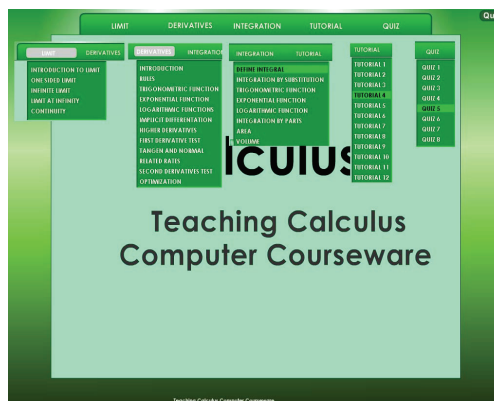 Qu
LIMIT DERIVATIVES INTEGRATION TUTORIAL QUIZ
LIMIT DERIVATIVES
INTRODUCTION TO LIMIT
ONE SIDED LIMIT
INFINITE LIMIT
LIMIT AT INFINITY
CONTINUITY
DERIVATIVES INTEGRATION
INTRODUCTION
RULES
TRIGONOMETRIC FUNCTION
EXPONENTIAL FUNCTION
LOGARITHMIC FUNCTIONS
IMPLICIT DIFFERENTATION
HIGHER DERIVATIVES
FIRST DERIVATIVE TEST
TANGEN AND NORMAL
RELATED RATES
SECOND DERIVATIVES TEST
OPTIMIZATION
INTEGRATION TUTORIAL
DEFINE INTEGRAL
INTEGRATION BY SUBSTITUTION
TRIGONOMETRIC FUNCTION
EXPONENTIAL FUNCTION
LOGARITHMIC FUNCTION
INTEGRATION BY PARTS
AREA
VOLUME
TUTORIAL
TUTORIAL 1
TUTORIAL 2
TUTORIAL 3
TUTORIAL 4
TUTORIAL 5
TUTORIAL 6
TUTORIAL 7
TUTORIAL 8
TUTORIAL 9
TUTORIAL 10
TUTORIAL 11
TUTORIAL 12
QUIZ
QUIZ 1
QUIZ 2
QUIZ 3
QUIZ 4
QUIZ 5
QUIZ 6
QUIZ 7
QUIZ 8
lculus
Teaching Calculus
Computer Courseware
Teaching Calculus Computer Courseware